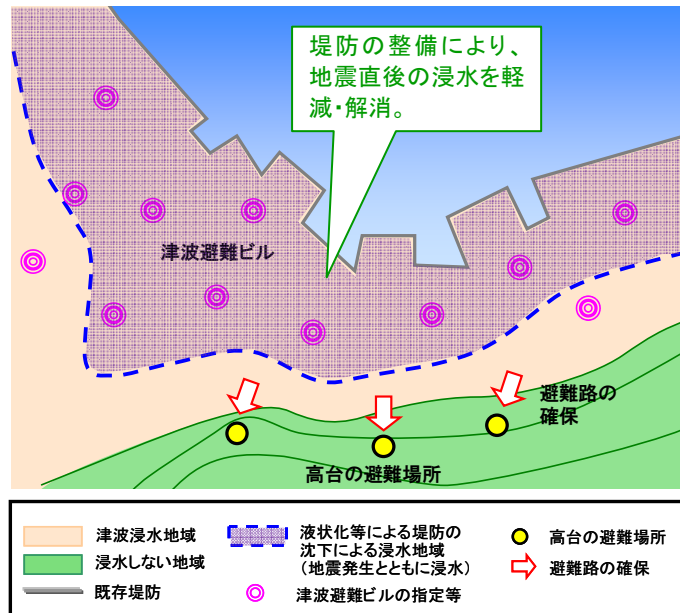 堤防の整備により、
地震直後の浸水を軽
減・解消。
津波避難ビル
避難路の
確保
高台の避難場所
津波浸水地域
浸水しない地域
既存堤防
液状化等による堤防の
沈下による浸水地域
(地震発生とともに浸水)
津波避難ビルの指定等
高台の避難場所
避難路の確保